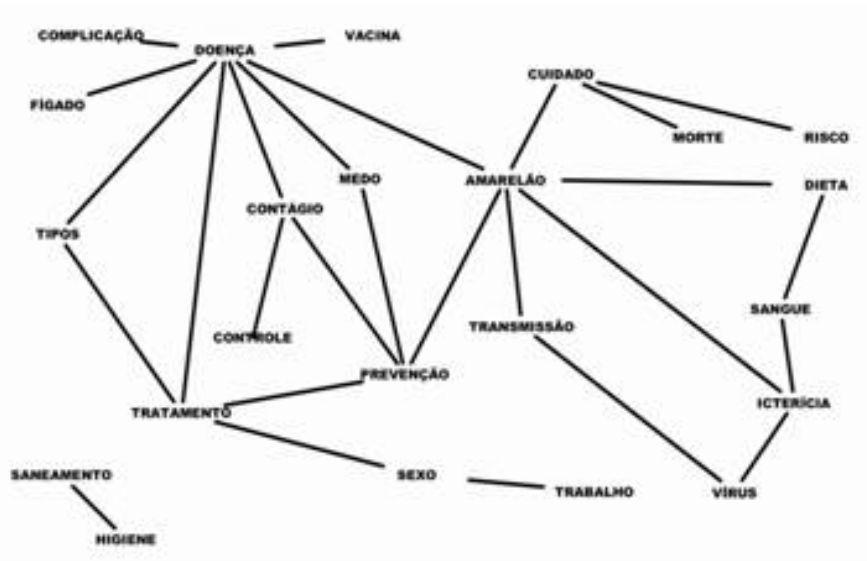 COMPLICAÇÃO
VACINA
DOENÇA
CUIDADO
FÍGADO
MORTE
RISCO
MEDO
AMARELÃO
DIETA
CONTÁGIO
TIPOS
SANGUE
TRANSMISSÃO
CONTROLE
PREVENÇÃO
ICTERÍCIA
TRATAMENTO
SANEAMENTO
SEXO
TRABALHO
VÍRUS
HIGIENE